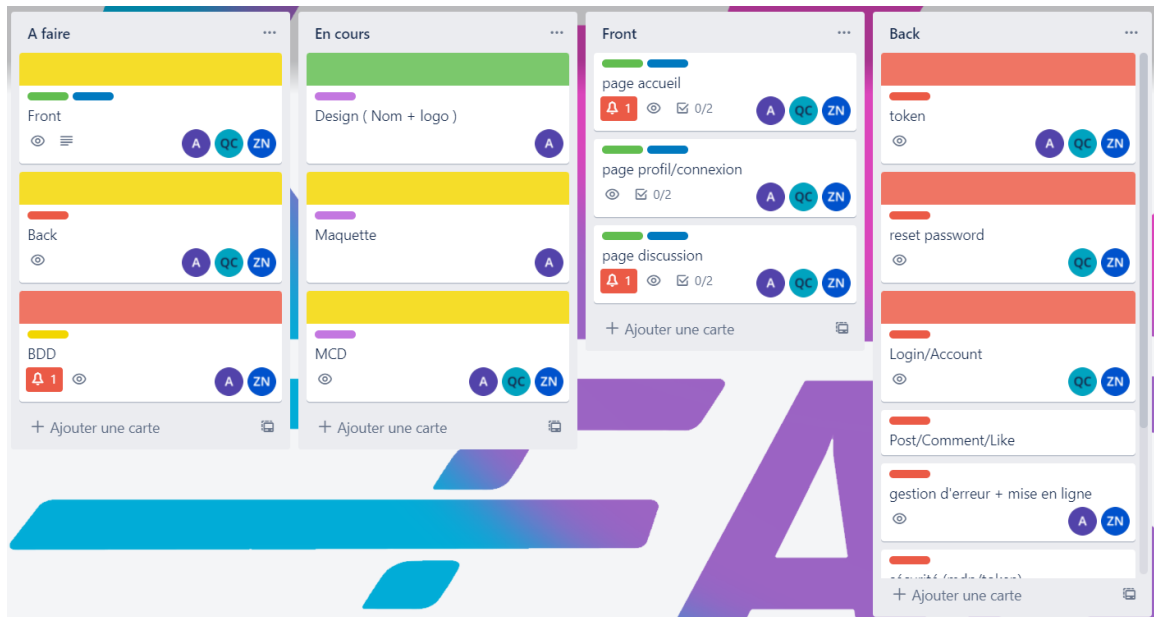 A faire
Front
A QC ZN
Back
A QC ZN
BDD
1
A ZN
+ Ajouter une carte
En cours
Design ( Nom + logo )
A
Maquette
A
MCD
A QC ZN
+ Ajouter une carte
Front
page accueil
1 0/2
A QC ZN
page profil/connexion
0/2
A QC ZN
page discussion
1 0/2
A QC ZN
+ Ajouter une carte
Back
token
A QC ZN
reset password
QC ZN
Login/Account
QC ZN
Post/Comment/Like
gestion d'erreur + mise en ligne
A ZN
sécurité (mdp/token)
+ Ajouter une carte
A